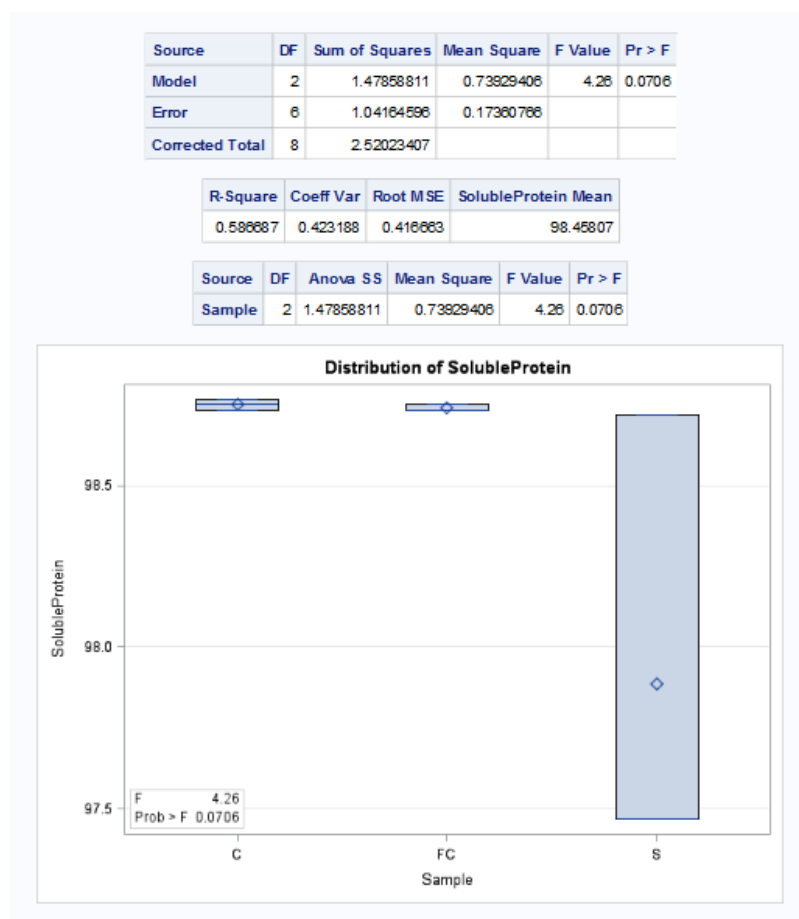 Source DF Sum of Squares Mean Square F Value Pr > F
Model 2 1.47858811 0.73929406 4.26 0.0706
Error 6 1.04164596 0.17360766
Corrected Total 8 2.52023407
R-Square Coeff Var Root MSE SolubleProtein Mean
0.586687 0.423188 0.416663 98.45807
Source DF Anova SS Mean Square F Value Pr > F
Sample 2 1.47858811 0.73929406 4.26 0.0706
Distribution of SolubleProtein
98.5
98.0
97.5
SolubleProtein
F 4.26
Prob > F 0.0706
C FC S
Sample